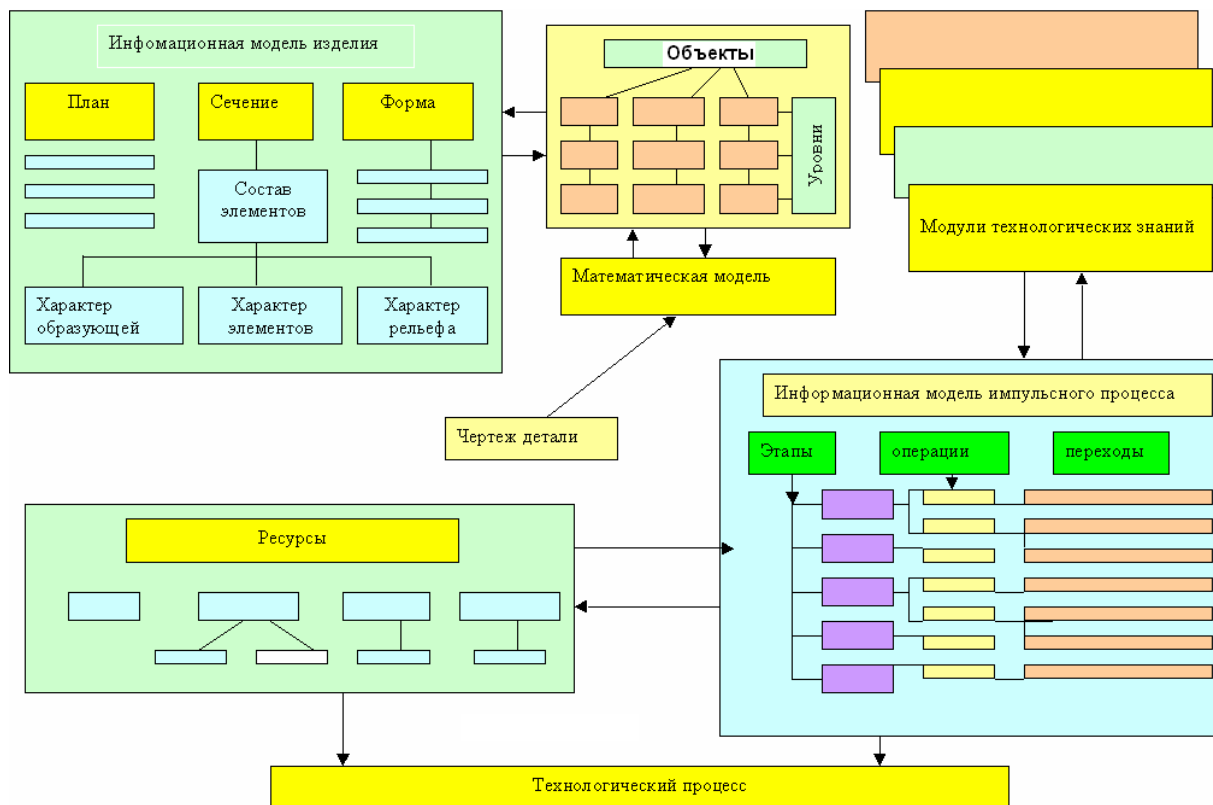 Инфомационная модель изделия
План
Сечение
Форма
Состав
элементов
Характер
образующей
Характер
элементов
Характер
рельефа
Объекты
Уровни
Математическая модель
Чертеж детали
Модули технологических знаний
Информационная модель импульсного процесса
Этапы
операции
переходы
Ресурсы
Технологический процесс